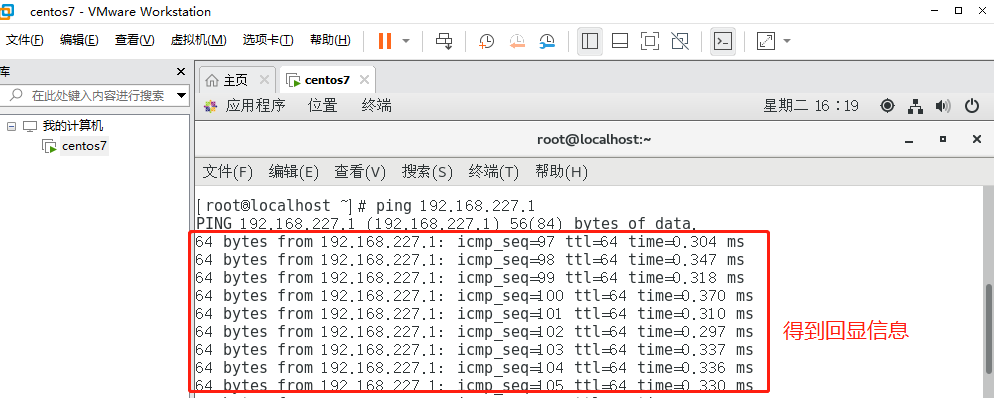 centos7 - VMware Workstation
文件(F) 编辑(E) 查看(V) 虚拟机(M) 选项卡(T) 帮助(H)
库
在此处键入内容进行搜索
我的计算机
centos7
主页 centos7
应用程序 位置 终端 星期二 16：19
root@localhost:~
文件(F) 编辑(E) 查看(V) 搜索(S) 终端(T) 帮助(H)
[root@localhost ~]# ping 192.168.227.1
PING 192.168.227.1 (192.168.227.1) 56(84) bytes of data.
64 bytes from 192.168.227.1: icmp_seq=97 ttl=64 time=0.304 ms
64 bytes from 192.168.227.1: icmp_seq=98 ttl=64 time=0.347 ms
64 bytes from 192.168.227.1: icmp_seq=99 ttl=64 time=0.318 ms
64 bytes from 192.168.227.1: icmp_seq=100 ttl=64 time=0.370 ms
64 bytes from 192.168.227.1: icmp_seq=101 ttl=64 time=0.310 ms
64 bytes from 192.168.227.1: icmp_seq=102 ttl=64 time=0.297 ms
64 bytes from 192.168.227.1: icmp_seq=103 ttl=64 time=0.337 ms
64 bytes from 192.168.227.1: icmp_seq=104 ttl=64 time=0.336 ms
64 bytes from 192.168.227.1: icmp_seq=105 ttl=64 time=0.330 ms
得到回显信息